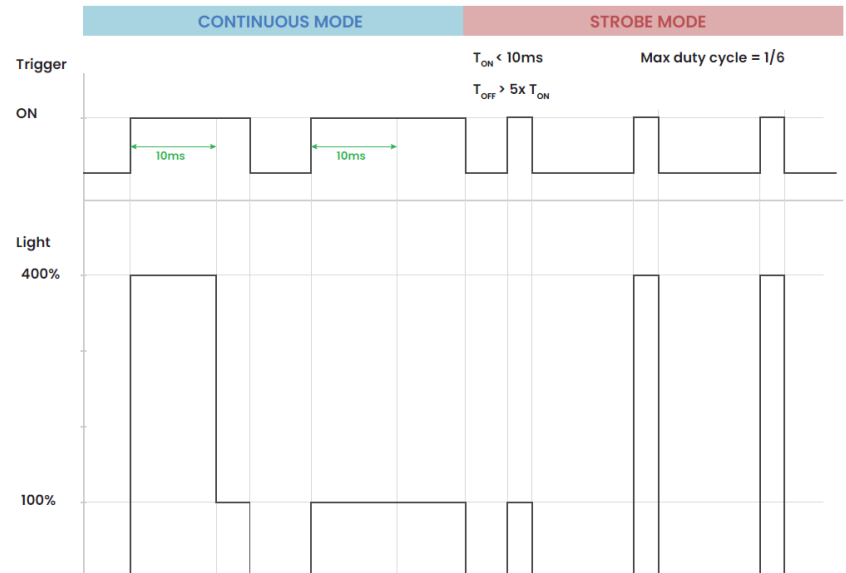 CONTINUOUS MODE
STROBE MODE
Trigger
TON < 10ms
Max duty cycle = 1/6
TOFF > 5x TON
ON
10ms
10ms
Light
400%
100%